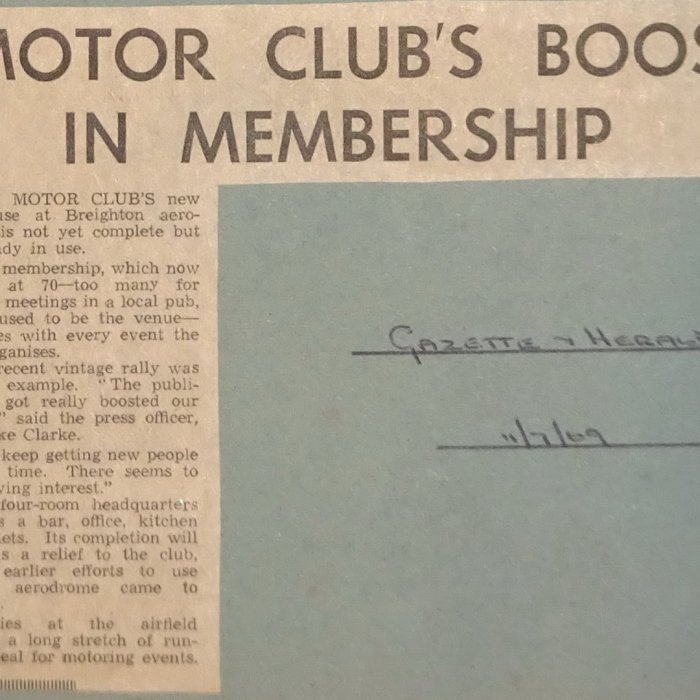 MOTOR CLUB'S BOOS
IN MEMBERSHIP
MOTOR CLUB'S new
use at Breighton aero-
is not yet complete but
dy in use.
membership, which now
at 70—too many for
meetings in a local pub,
used to be the venue—
es with every event the
ganises.
recent vintage rally was
example. "The publi-
got really boosted our
" said the press officer,
ke Clarke.
keep getting new people
time. There seems to
ving interest."
four-room headquarters
s a bar, office, kitchen
ets. Its completion will
s a relief to the club,
earlier efforts to use
aerodrome came to
ies at the airfield
a long stretch of run-
eal for motoring events.
GAZETTE & HERAL
11/7/69